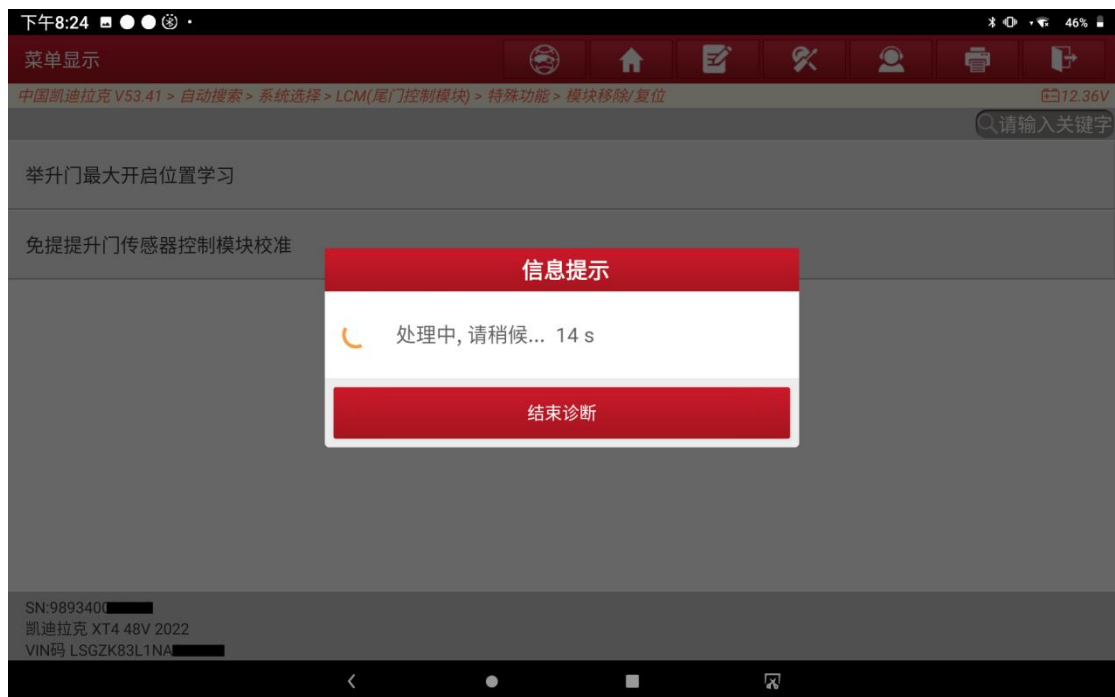 下午8:24
46%
菜单显示
中国凯迪拉克 V53.41 > 自动搜索 > 系统选择 > LCM(尾门控制模块) > 特殊功能 > 模块移除/复位
12.36V
请输入关键字
举升门最大开启位置学习
免提提升门传感器控制模块校准
信息提示
处理中, 请稍候... 14 s
结束诊断
SN:9893400
凯迪拉克 XT4 48V 2022
VIN码 LSGZK83L1NA